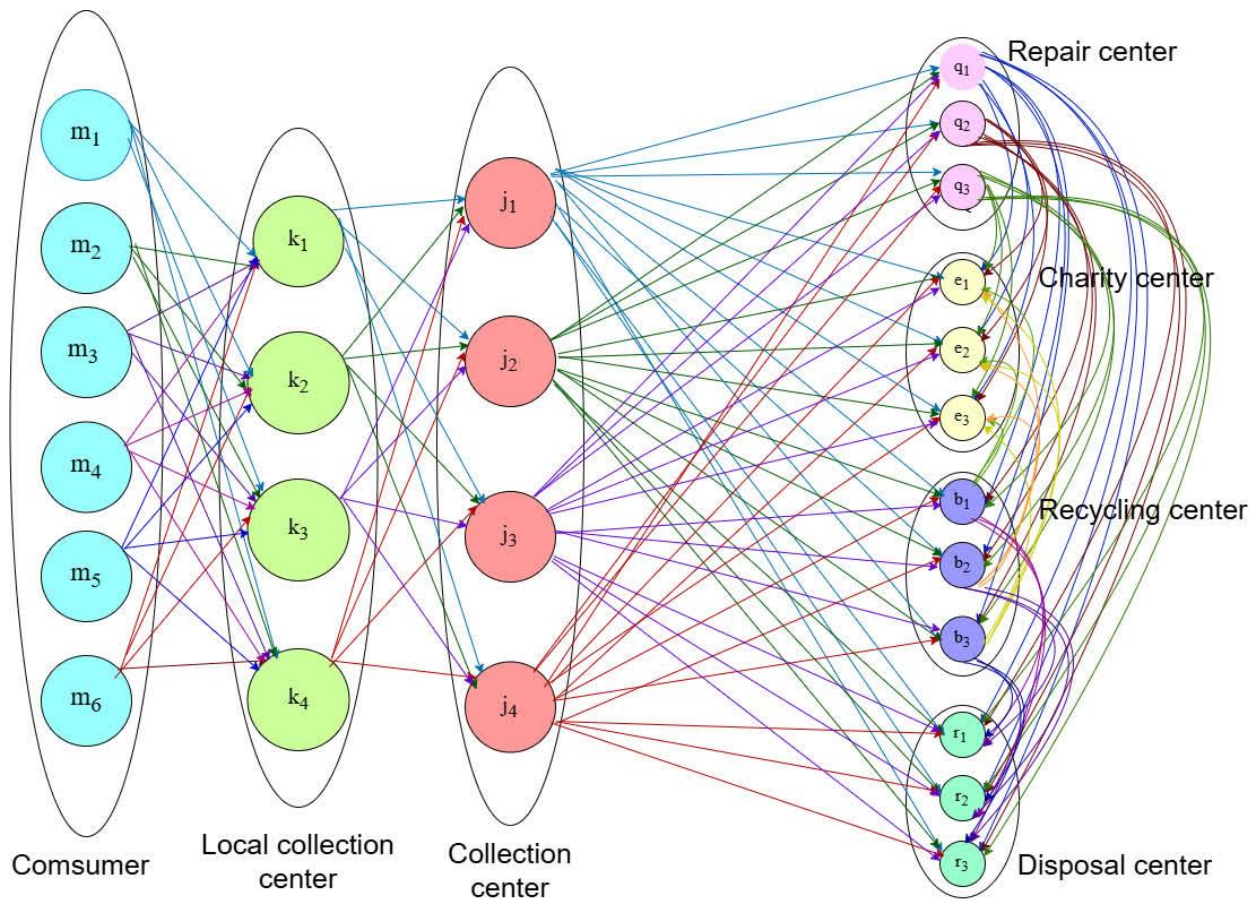 m1
m2
m3
m4
m5
m6
Comsumer
k1
k2
k3
k4
Local collection
center
j1
j2
j3
j4
Collection
center
q1
q2
q3
Repair center
e1
e2
e3
Charity center
b1
b2
b3
Recycling center
r1
r2
r3
Disposal center